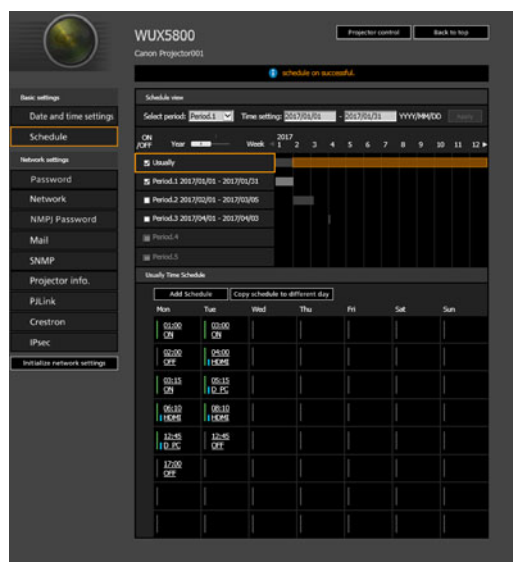 WUX5800
Canon Projector001
Projector control
Back to top
schedule on successful.
Basic settings
Date and time settings
Schedule
Network settings
Password
Network
NMPJ Password
Mail
SNMP
Projector info.
PJLink
Crestron
IPsec
Initialize network settings
Schedule view
Select period: Period.1 Time setting: 2017/01/01 - 2017/01/31 YYYY/MM/DD Apply
ON
/OFF Year Week 2017
1 2 3 4 5 6 7 8 9 10 11 12
Usually
Period.1 2017/01/01 - 2017/01/31
Period.2 2017/02/01 - 2017/03/05
Period.3 2017/04/01 - 2017/04/03
Period.4
Period.5
Usually Time Schedule
Add Schedule Copy schedule to different day
Mon Tue Wed Thu Fri Sat Sun
01:00 03:00
ON ON
02:00 04:00
OFF HDMI
03:15 05:15
ON D_PC
06:10 08:10
HDMI HDMI
12:45 12:45
D_PC OFF
17:00
OFF